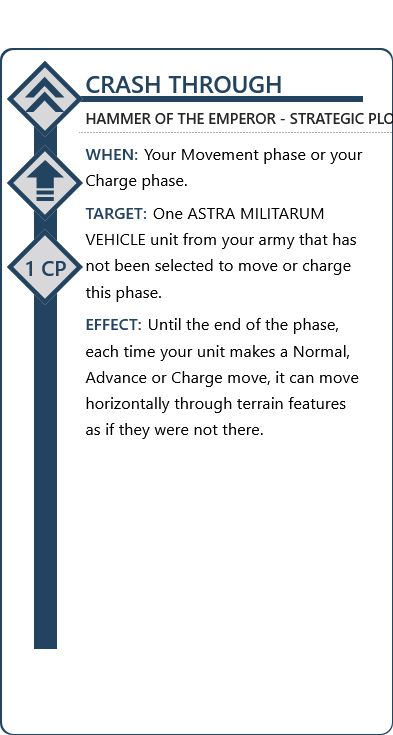 CRASH THROUGH
HAMMER OF THE EMPEROR - STRATEGIC PLO
WHEN: Your Movement phase or your
Charge phase.
TARGET: One ASTRA MILITARUM
VEHICLE unit from your army that has
1 CP
not been selected to move or charge
this phase.
EFFECT: Until the end of the phase,
each time your unit makes a Normal,
Advance or Charge move, it can move
horizontally through terrain features
as if they were not there.